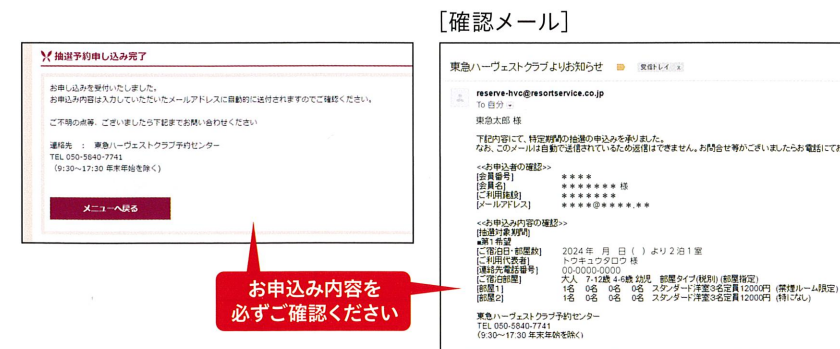 [確認メール]
抽選予約申し込み完了
お申し込みを受付いたしました。
お申込み内容は入力していただいたメールアドレスに自動的に送付されますのでご確認ください。
ご不明の点等、ございましたら下記までお問い合わせください
連絡先 : 東急ハーヴェストクラブ予約センター
TEL 050-5840-7741
(9:30~17:30 年末年始を除く)
メニューへ戻る
お申込み内容を
必ずご確認ください
東急ハーヴェストクラブよりお知らせ 受信トレイ x
reserve-hvc@resortservice.co.jp
To 自分
東急太郎 様
下記内容にて、特定期間の抽選の申込みを承りました。
なお、このメールは自動で送信されているため返信はできません。お問合せ等がございましたらお電話にてお
<<お申込者の確認>>
[会員番号] ****
[会員名] ******* 様
[ご利用施設] *******
[メールアドレス] ****@****.**
<<お申込み内容の確認>>
[抽選対象期間]
■第1希望
[ご宿泊日・部屋数] 2024年 月 日( )より2泊1室
[ご利用代表者] トウキュウタロウ 様
[連絡先電話番号] 00-0000-0000
[ご宿泊部屋] 大人 7-12歳 4-6歳 幼児 部屋タイプ(税別)(部屋指定)
[部屋1] 1名 0名 0名 0名 スタンダード洋室3名定員12000円 (禁煙ルーム限定)
[部屋2] 1名 0名 0名 0名 スタンダード洋室3名定員12000円 (特になし)
東急ハーヴェストクラブ予約センター
TEL 050-5840-7741
(9:30~17:30 年末年始を除く)